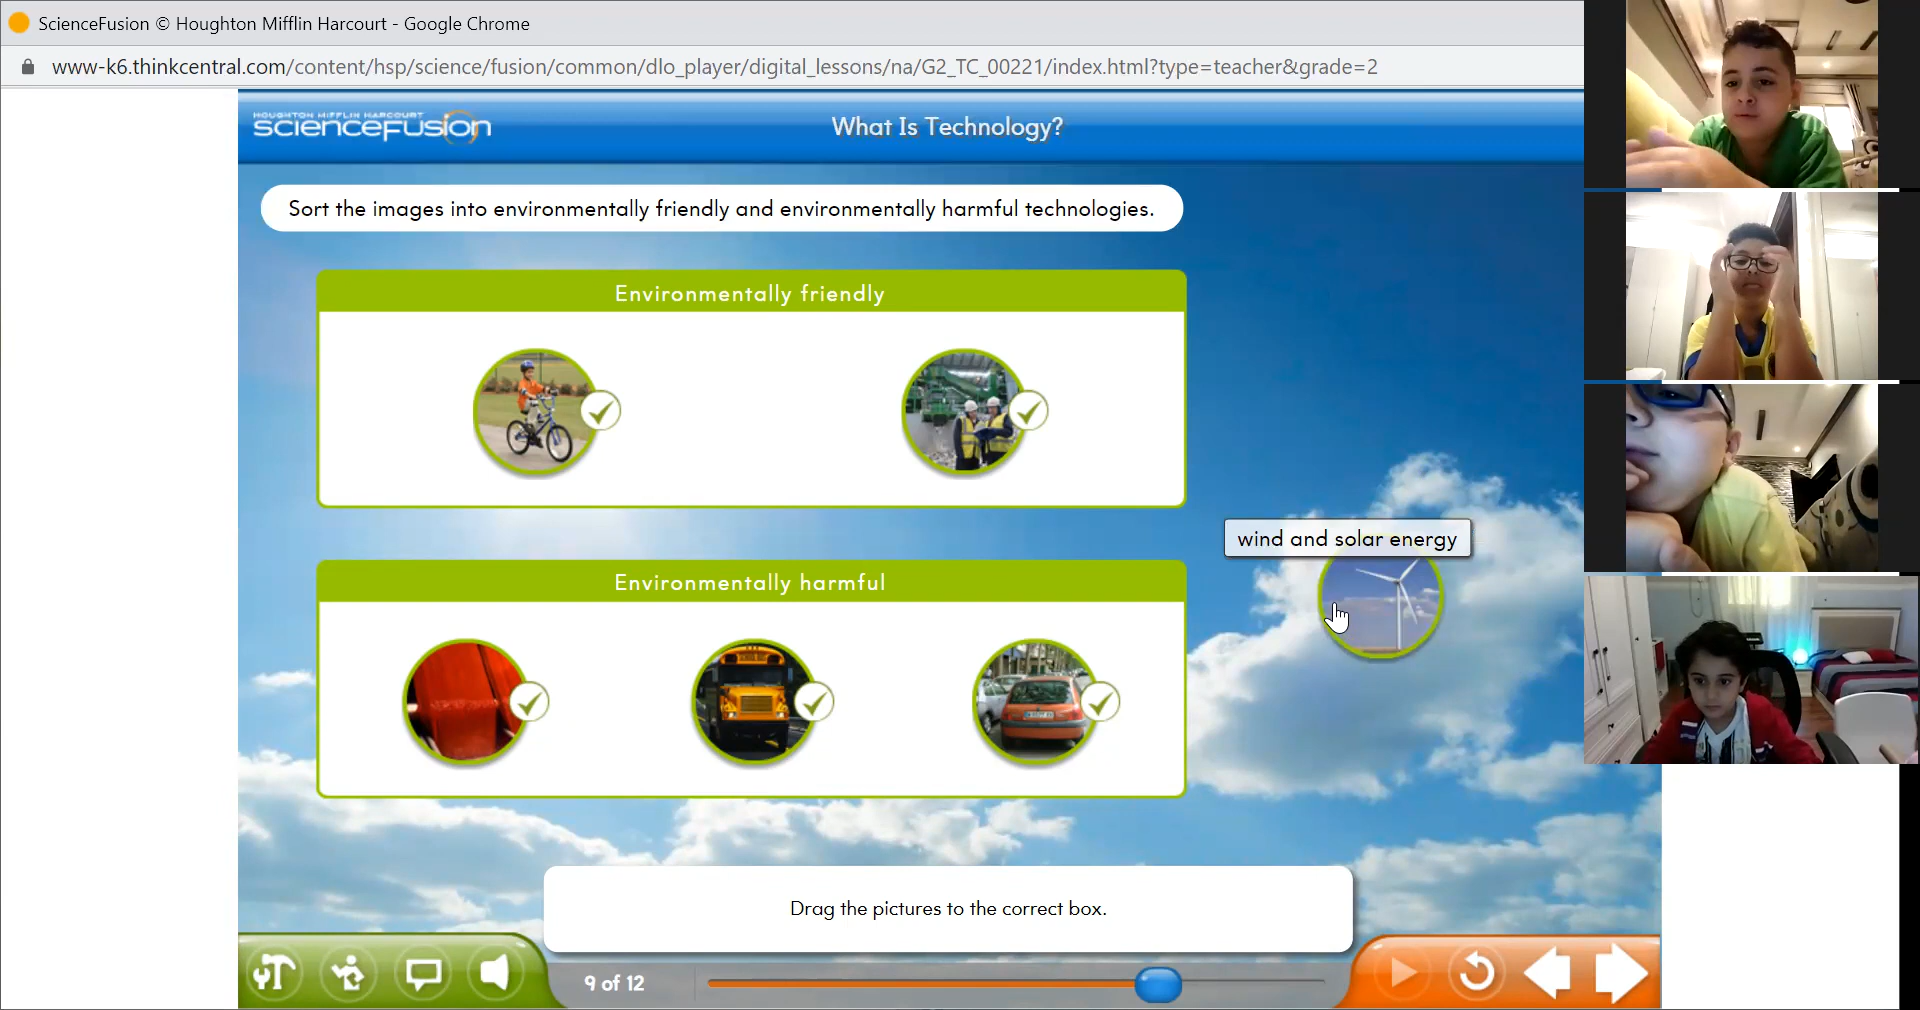 ScienceFusion © Houghton Mifflin Harcourt - Google Chrome
www-k6.thinkcentral.com/content/hsp/science/fusion/common/dlo_player/digital_lessons/na/G2_TC_00221/index.html?type=teacher&grade=2
HOUGHTON MIFFLIN HARCOURT
scienceFusion
What Is Technology?
Sort the images into environmentally friendly and environmentally harmful technologies.
Environmentally friendly
wind and solar energy
Environmentally harmful
Drag the pictures to the correct box.
9 of 12